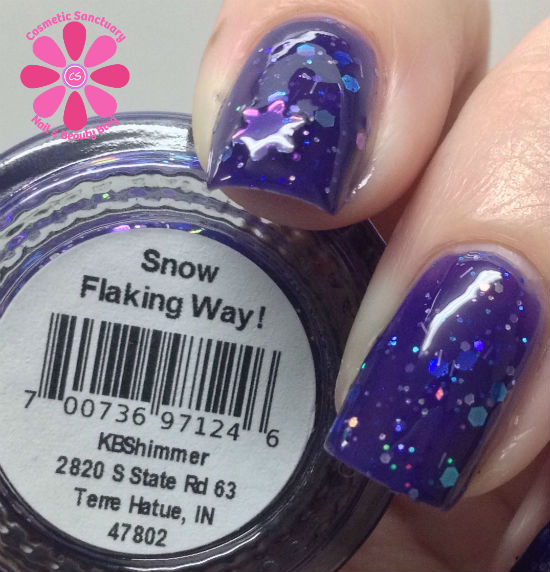 Cosmetic Sanctuary
CS
Nail & Beauty Blog
Snow
Flaking Way!
7 00736 97124 6
KBShimmer
2820 S State Rd 63
Terre Hatue, IN
47802